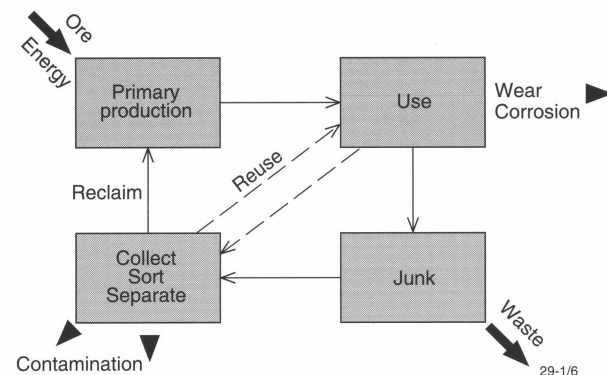 Ore
Energy
Primary
production
Use
Wear
Corrosion
Reuse
Reclaim
Collect
Sort
Separate
Junk
Waste
Contamination
29-1/6